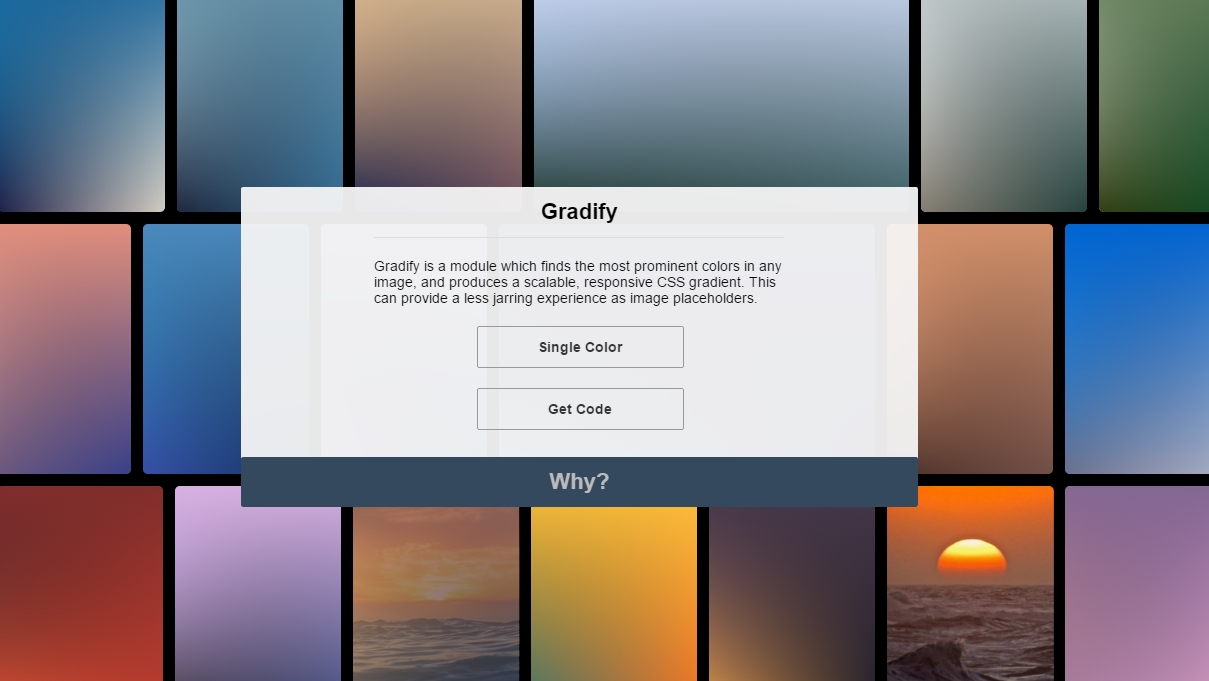 Gradify
Gradify is a module which finds the most prominent colors in any
image, and produces a scalable, responsive CSS gradient. This
can provide a less jarring experience as image placeholders.
Single Color
Get Code
Why?